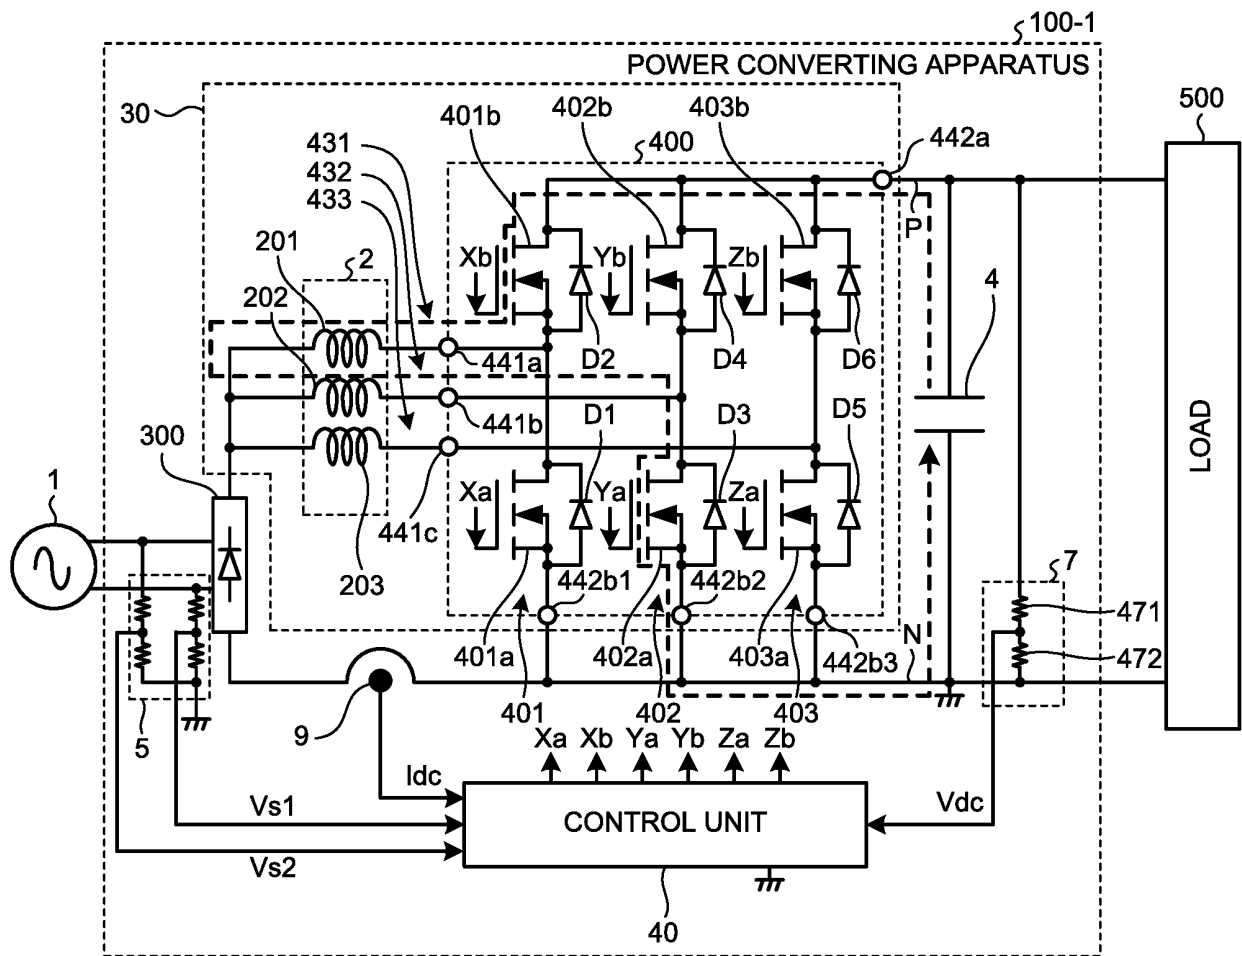 100-1
POWER CONVERTING APPARATUS
30
401b
402b
403b
500
431
432
433
400
442a
P
201
2
202
Xb
Yb
Zb
4
441a
D2
D4
D6
441b
300
D1
D3
D5
LOAD
1
Xa
Ya
Za
441c
203
442b1
442b2
7
471
401a
402a
403a
442b3
N
472
5
9
401
402
403
Xa Xb Ya Yb Za Zb
Idc
Vs1
CONTROL UNIT
Vdc
Vs2
40